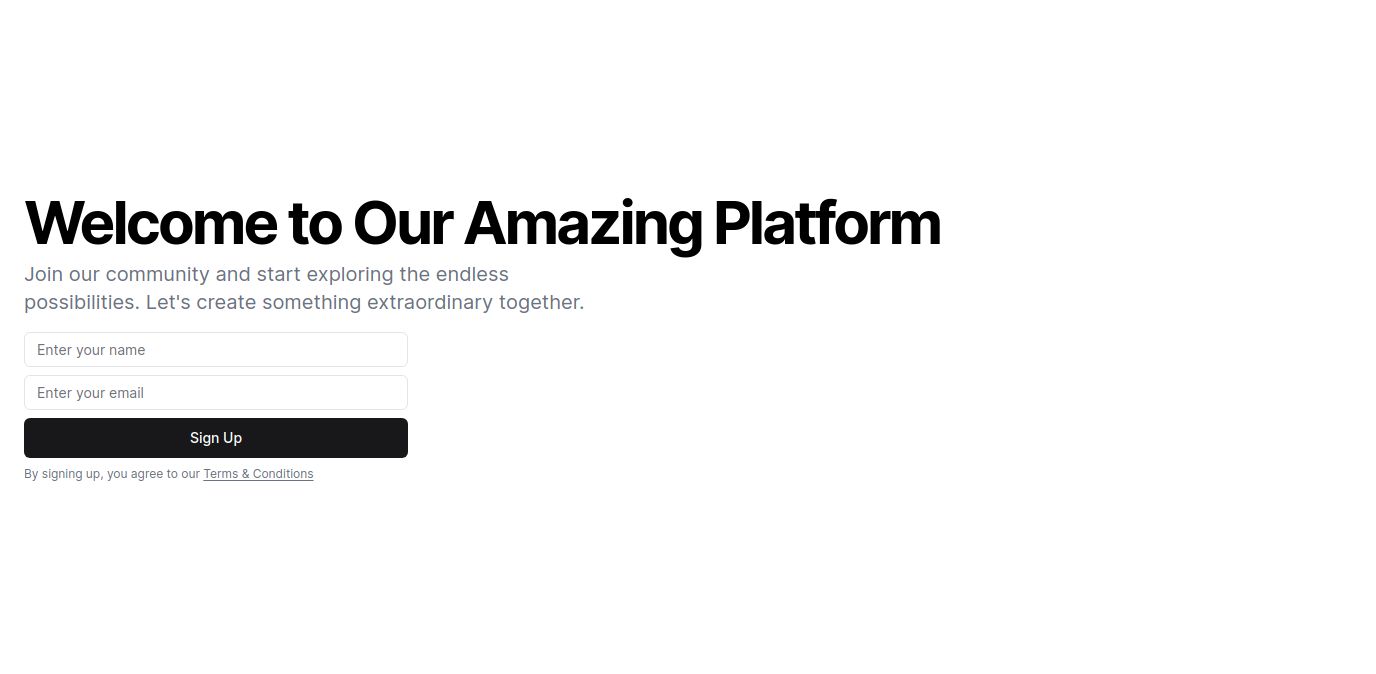 Welcome to Our Amazing Platform
Join our community and start exploring the endless
possibilities. Let's create something extraordinary together.
Enter your name
Enter your email
Sign Up
By signing up, you agree to our Terms & Conditions